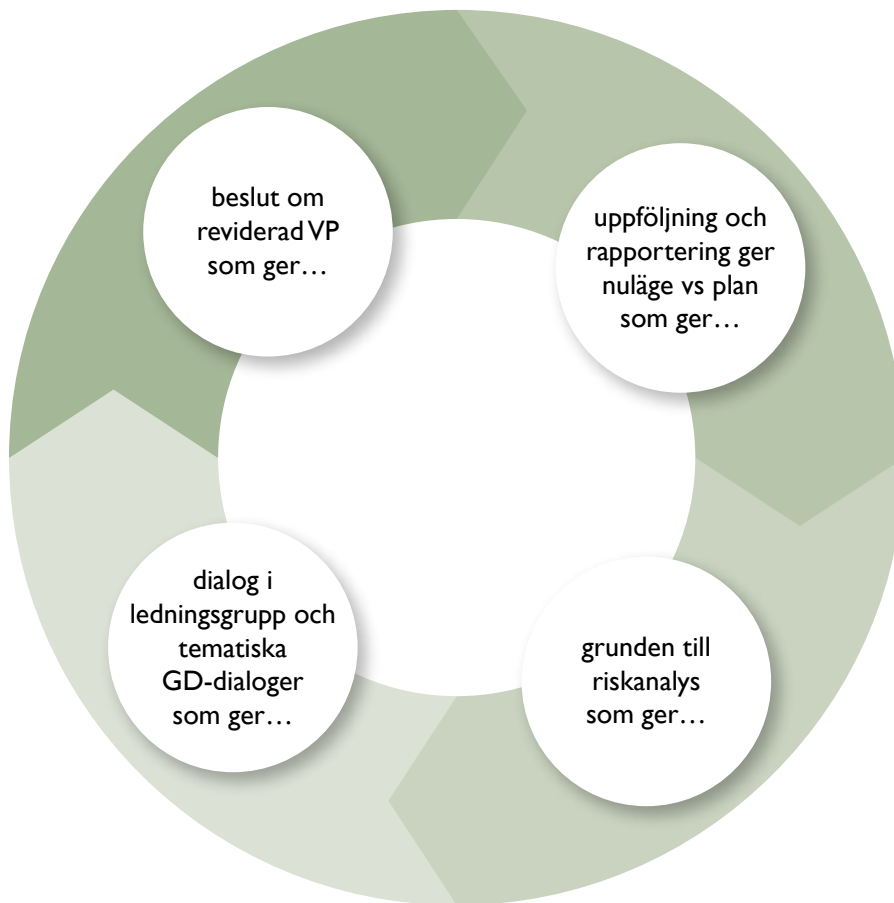 beslut om
reviderad VP
som ger…
uppföljning och
rapportering ger
nuläge vs plan
som ger…
grunden till
riskanalys
som ger…
dialog i
ledningsgrupp och
tematiska
GD-dialoger
som ger…